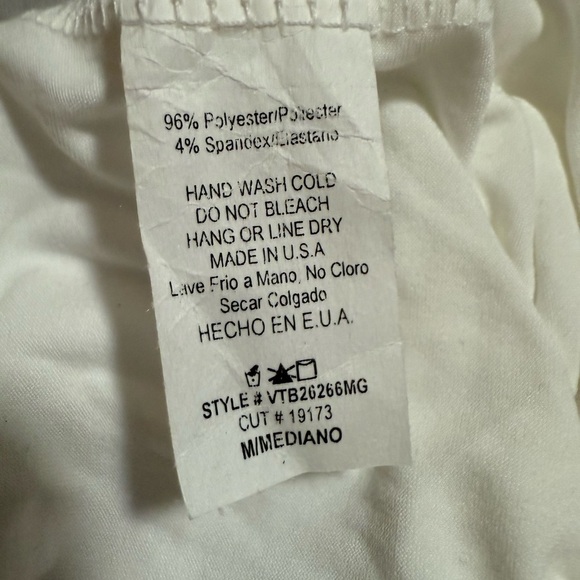 96% Polyester/Poliester
4% Spandex/Elastano
HAND WASH COLD
DO NOT BLEACH
HANG OR LINE DRY
MADE IN U.S.A
Lave Frio a Mano, No Cloro
Secar Colgado
HECHO EN E.U.A.
STYLE # VTB26266MG
CUT # 19173
M/MEDIANO